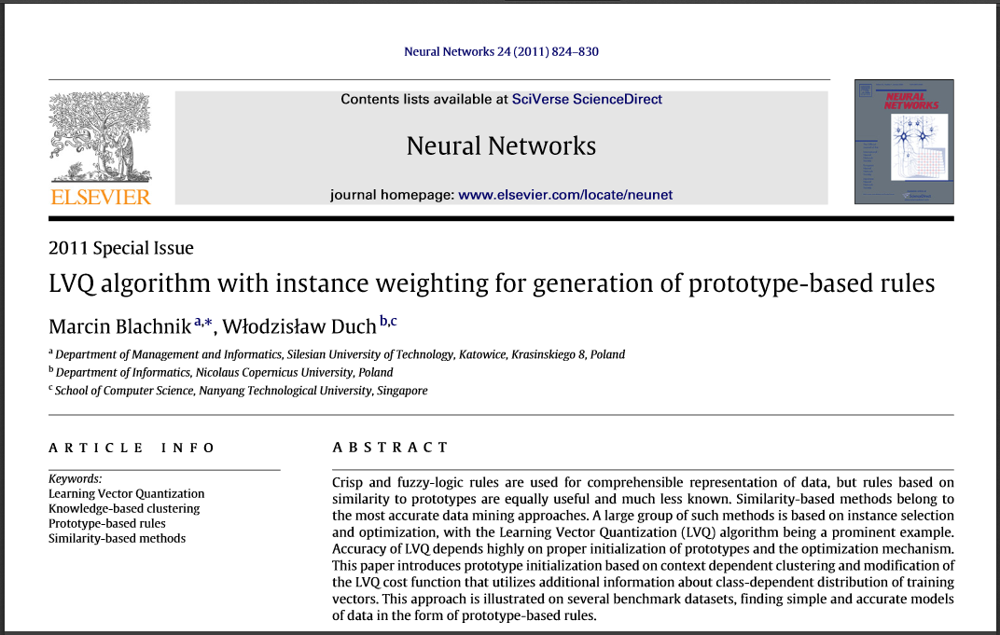 Neural Networks 24 (2011) 824–830
Contents lists available at SciVerse ScienceDirect
Neural Networks
journal homepage: www.elsevier.com/locate/neunet
ELSEVIER
NEURAL
NETWORKS
2011 Special Issue
LVQ algorithm with instance weighting for generation of prototype-based rules
Marcin Blachnik a,*, Włodzisław Duch b,c
a Department of Management and Informatics, Silesian University of Technology, Katowice, Krasinskiego 8, Poland
b Department of Informatics, Nicolaus Copernicus University, Poland
c School of Computer Science, Nanyang Technological University, Singapore
ARTICLE INFO
Keywords:
Learning Vector Quantization
Knowledge-based clustering
Prototype-based rules
Similarity-based methods
ABSTRACT
Crisp and fuzzy-logic rules are used for comprehensible representation of data, but rules based on
similarity to prototypes are equally useful and much less known. Similarity-based methods belong to
the most accurate data mining approaches. A large group of such methods is based on instance selection
and optimization, with the Learning Vector Quantization (LVQ) algorithm being a prominent example.
Accuracy of LVQ depends highly on proper initialization of prototypes and the optimization mechanism.
This paper introduces prototype initialization based on context dependent clustering and modification of
the LVQ cost function that utilizes additional information about class-dependent distribution of training
vectors. This approach is illustrated on several benchmark datasets, finding simple and accurate models
of data in the form of prototype-based rules.